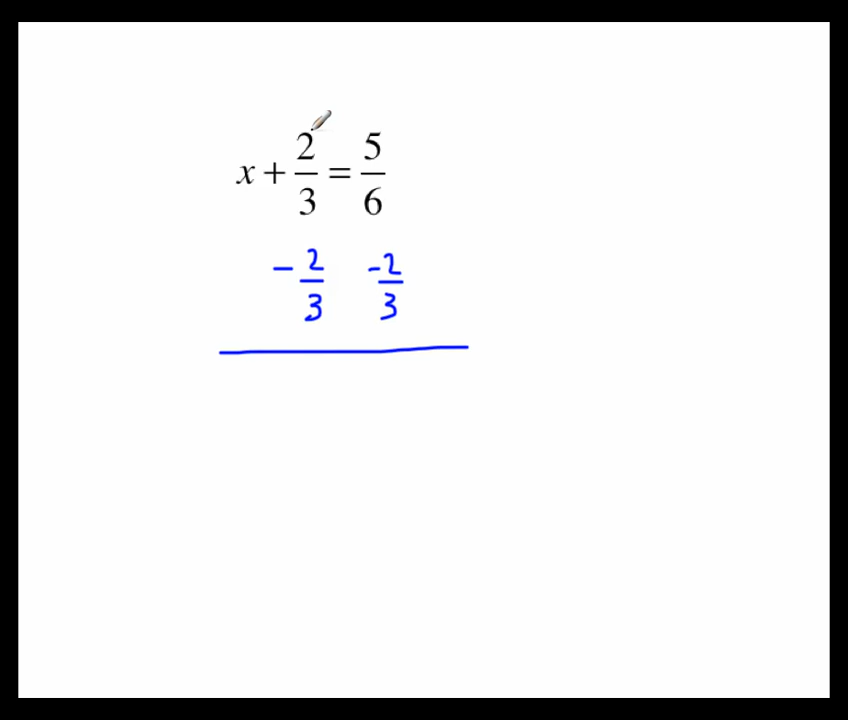 x + 2/3 = 5/6
- 2/3 -2/3